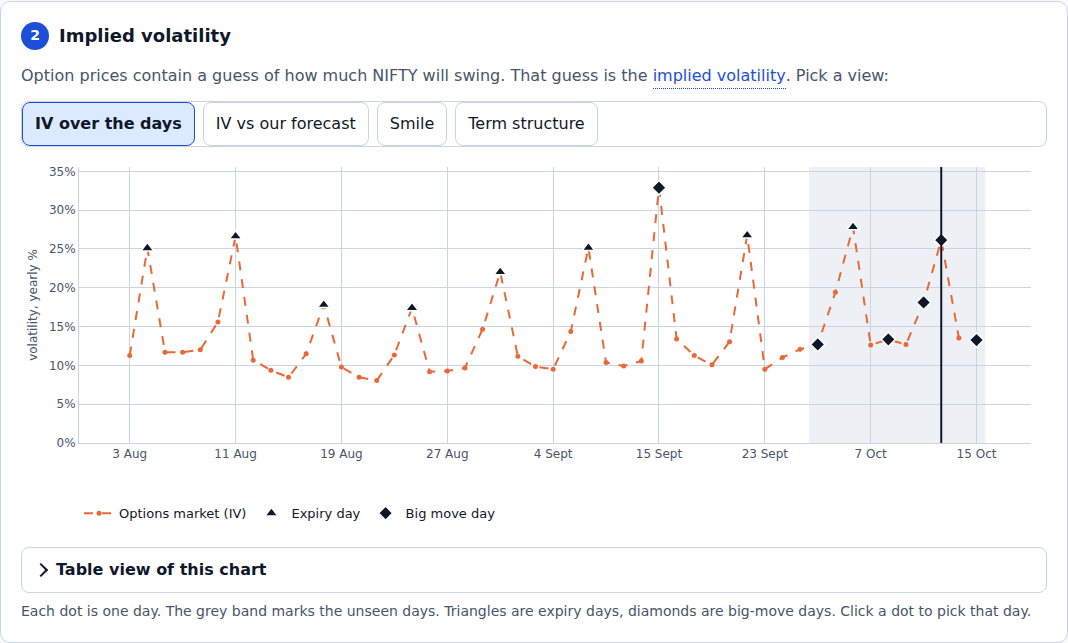 2 Implied volatility
Option prices contain a guess of how much NIFTY will swing. That guess is the implied volatility. Pick a view:
IV over the days IV vs our forecast Smile Term structure
35%
30%
25%
20%
15%
10%
5%
0%
volatility, yearly %
3 Aug 11 Aug 19 Aug 27 Aug 4 Sept 15 Sept 23 Sept 7 Oct 15 Oct
Options market (IV) Expiry day Big move day
Table view of this chart
Each dot is one day. The grey band marks the unseen days. Triangles are expiry days, diamonds are big-move days. Click a dot to pick that day.